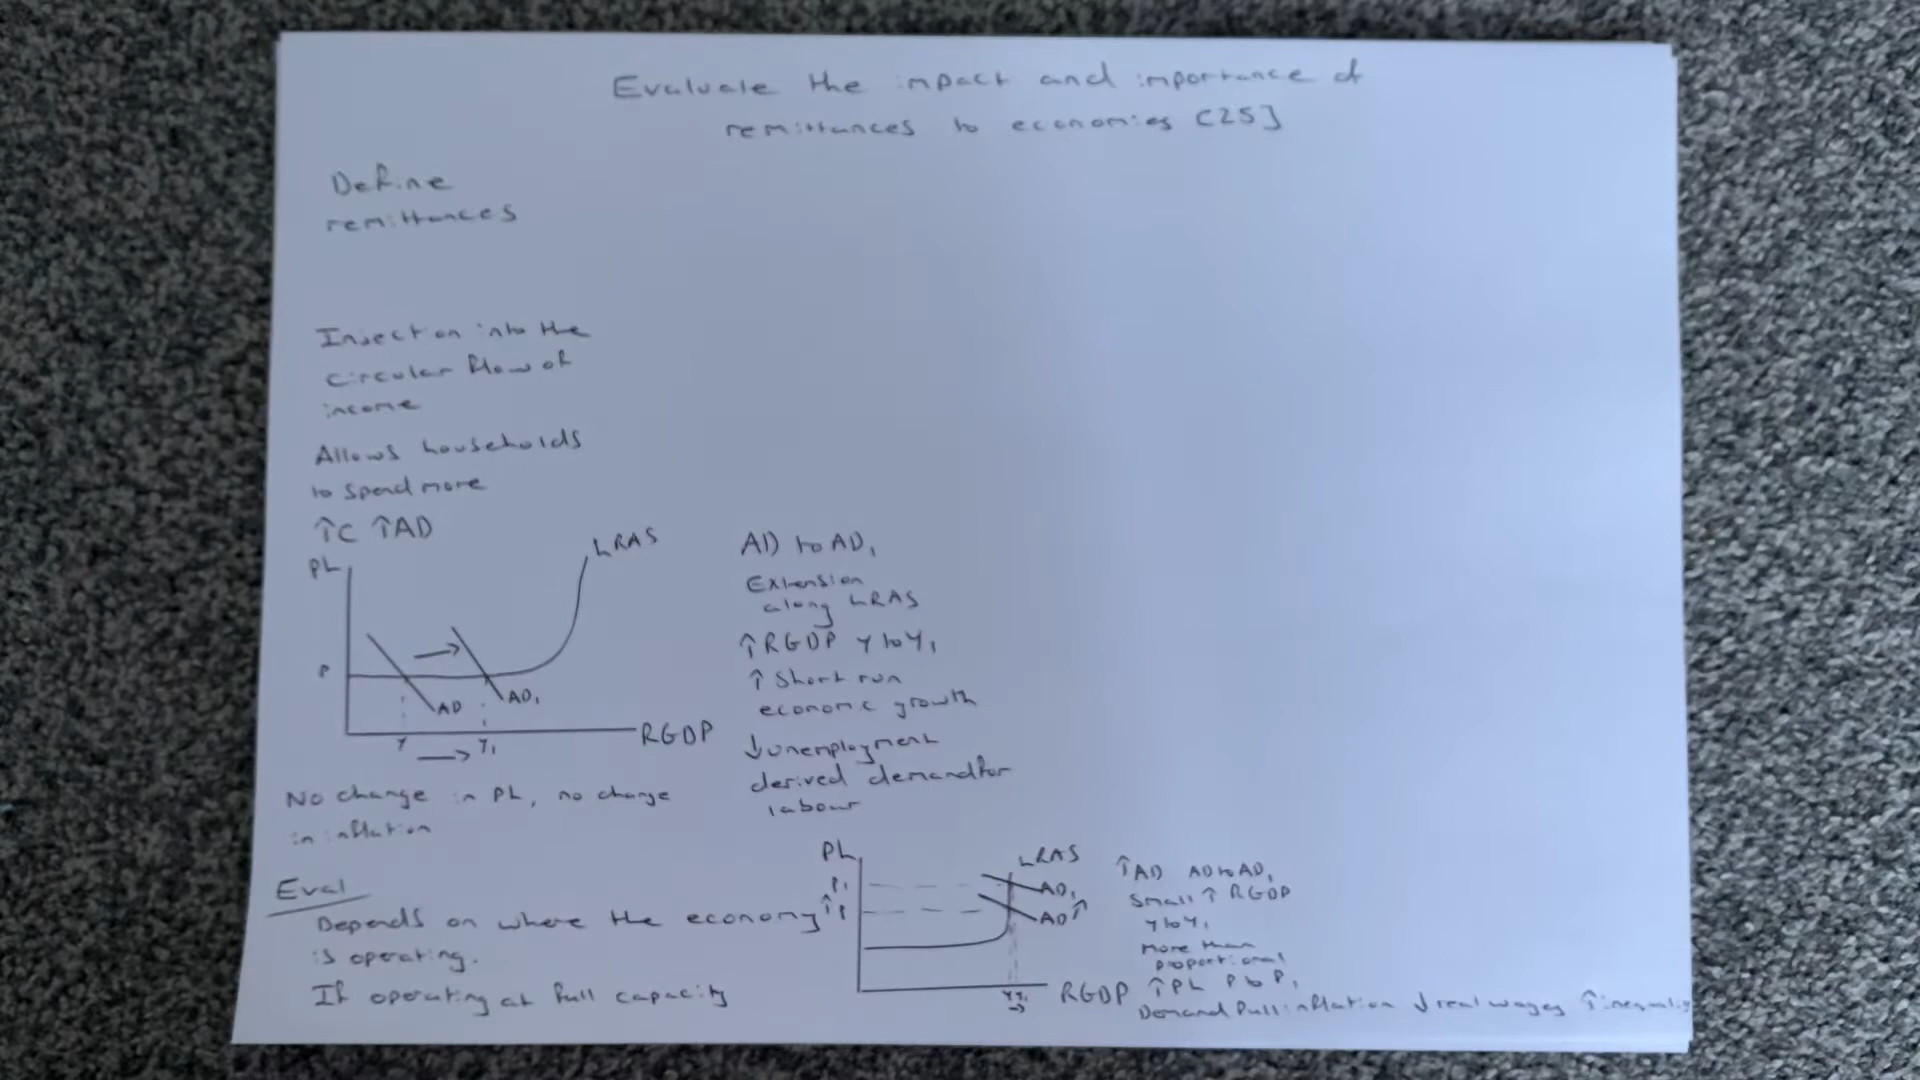 Evaluate the impact and importance of
remittances to economies [25]
Define
remittances
Injection into the
circular flow of
income
Allows households
to spend more
↑C ↑AD
PL
LRAS
P
AD
AD₁
Y
Y₁
RGDP
No change in PL, no change
in inflation
AD to AD₁
Extension
along LRAS
↑RGDP Y to Y₁
↑ Short run
economic growth
↓unemployment
derived demand for
labour
Eval
Depends on where the economy
is operating.
If operating at full capacity
PL
LRAS
P₁
AD₁
↑P
AD
Y Y₁
RGDP
↑AD AD to AD₁
Small ↑ RGDP
Y to Y₁
more than
proportional
↑PL P to P₁
Demand Pull inflation ↓real wages ↑inequality